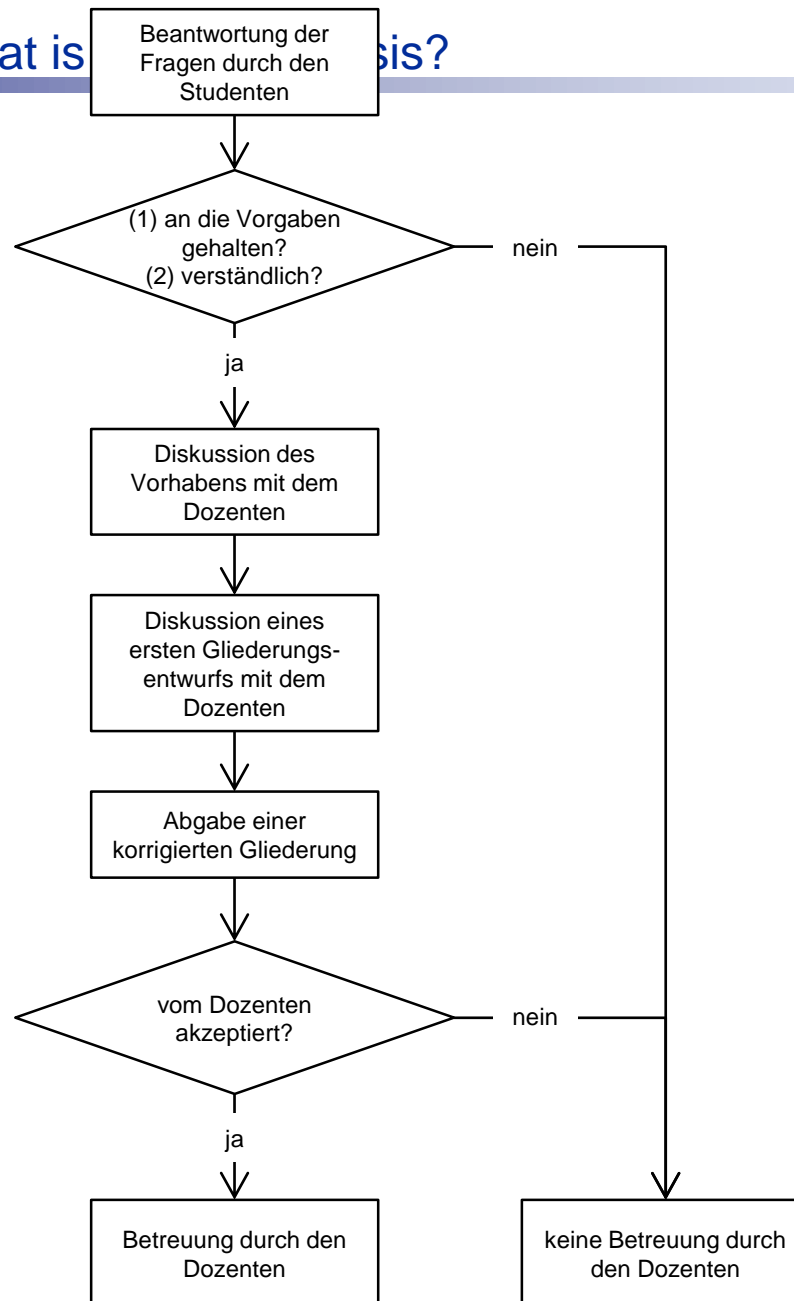 at is
sis?
Beantwortung der
Fragen durch den
Studenten
(1) an die Vorgaben
gehalten?
(2) verständlich?
nein
ja
Diskussion des
Vorhabens mit dem
Dozenten
Diskussion eines
ersten Gliederungs-
entwurfs mit dem
Dozenten
Abgabe einer
korrigierten Gliederung
vom Dozenten
akzeptiert?
nein
ja
Betreuung durch den
Dozenten
keine Betreuung durch
den Dozenten